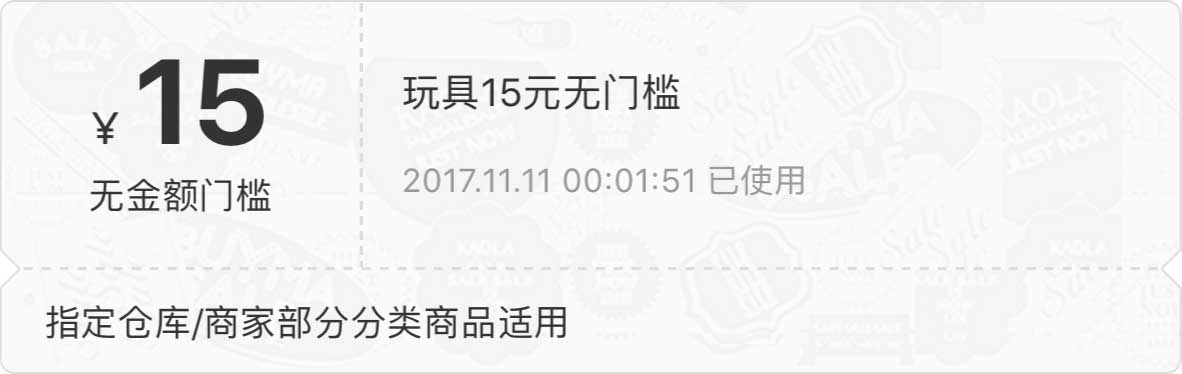 ¥ 15
无金额门槛
玩具15元无门槛
2017.11.11 00:01:51 已使用
指定仓库/商家部分分类商品适用